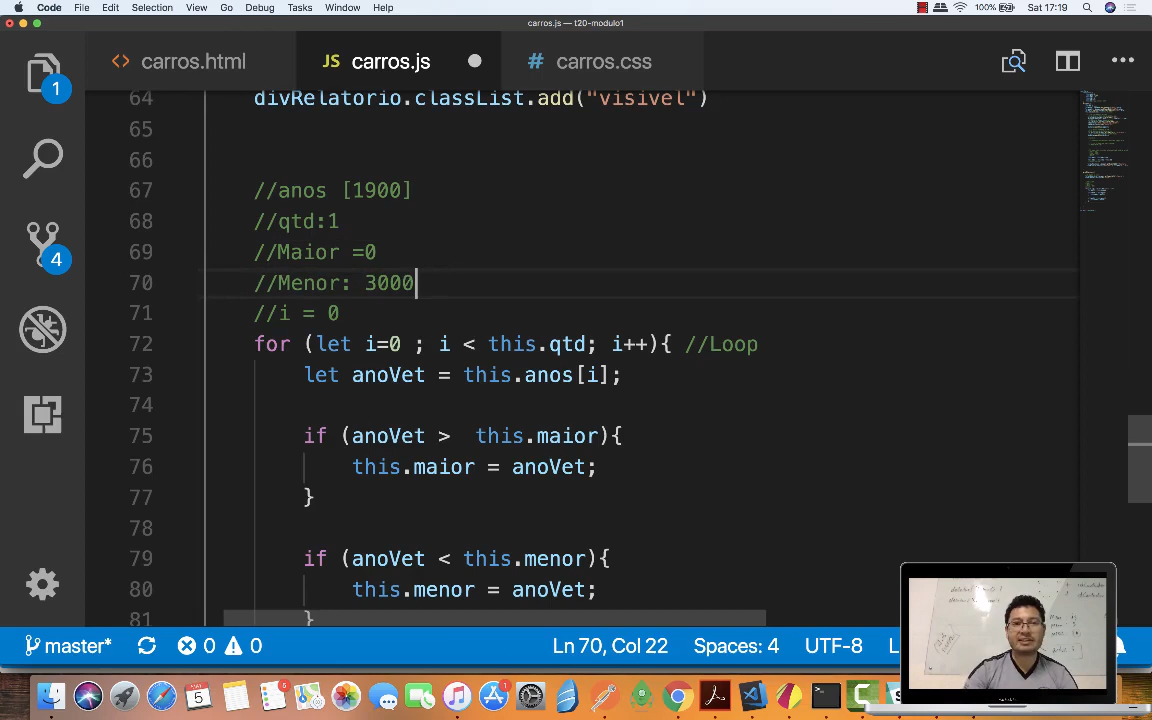 Code File Edit Selection View Go Debug Tasks Window Help 100% Sat 17:19
carros.js — t20-modulo1
<> carros.html JS carros.js # carros.css
1
4
64 divRelatorio.classList.add("visivel")
65
66
67 //anos [1900]
68 //qtd:1
69 //Maior =0
70 //Menor: 3000
71 //i = 0
72 for (let i=0 ; i < this.qtd; i++){ //Loop
73 let anoVet = this.anos[i];
74
75 if (anoVet >  this.maior){
76 this.maior = anoVet;
77 }
78
79 if (anoVet < this.menor){
80 this.menor = anoVet;
81 }
master* 0 0 Ln 70, Col 22 Spaces: 4 UTF-8 L